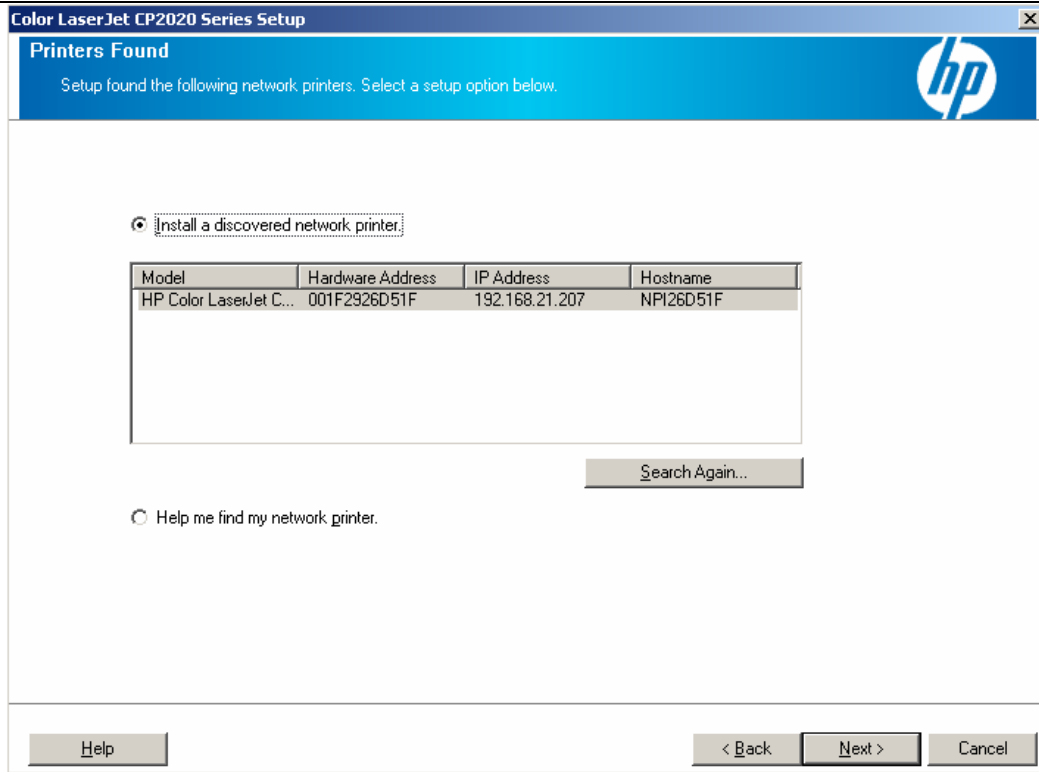 Color LaserJet CP2020 Series Setup
Printers Found
Setup found the following network printers. Select a setup option below.
hp
Install a discovered network printer.
Model Hardware Address IP Address Hostname
HP Color LaserJet C... 001F2926D51F 192.168.21.207 NPI26D51F
Search Again...
Help me find my network printer.
Help < Back Next > Cancel